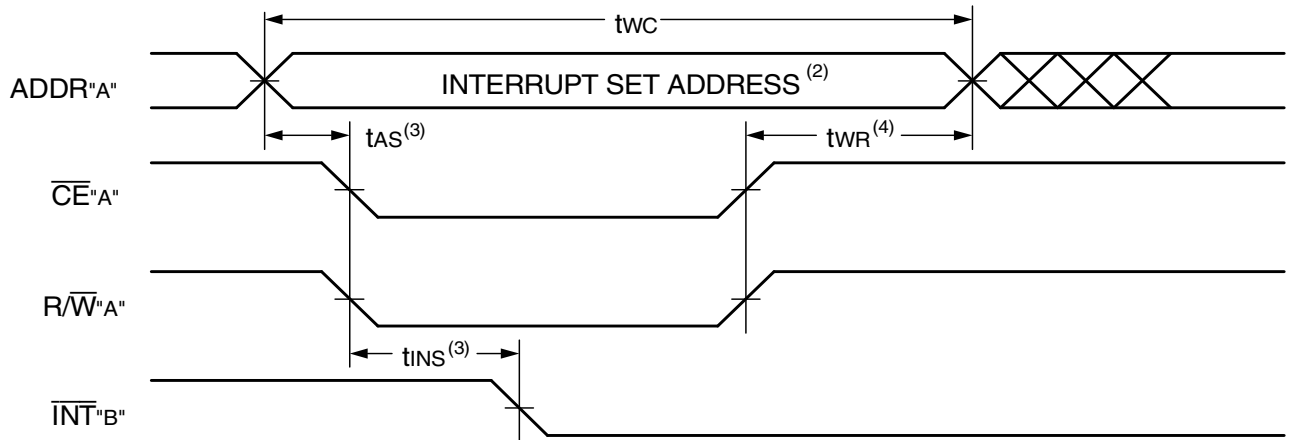 tWC
ADDR"A"
INTERRUPT SET ADDRESS (2)
tAS(3)
tWR(4)
CE"A"
R/W"A"
tINS(3)
INT"B"